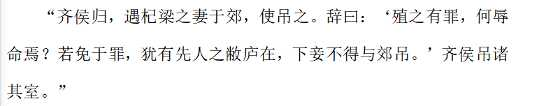 “齐侯归，遇杞梁之妻于郊，使吊之。辞曰：‘殖之有罪，何辱
命焉？若免于罪，犹有先人之敝庐在，下妾不得与郊吊。’齐侯吊诸
其室。”